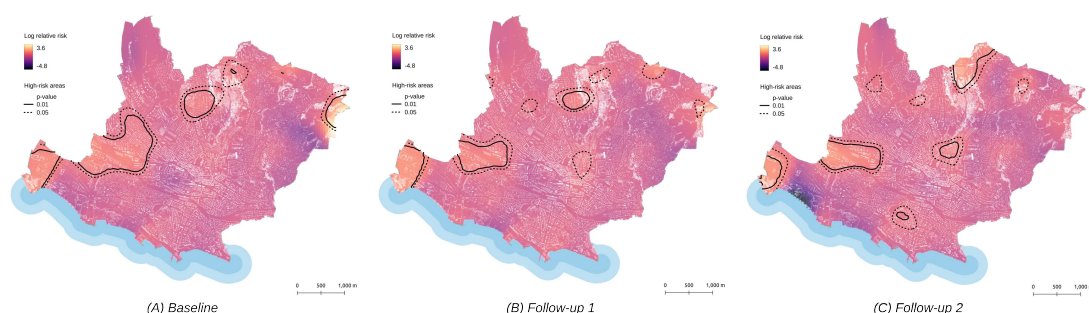 Log relative risk
3.6
-4.8
High-risk areas
p-value
0.01
0.05
0 500 1,000 m
(A) Baseline
Log relative risk
3.6
-4.8
High-risk areas
p-value
0.01
0.05
0 500 1,000 m
(B) Follow-up 1
Log relative risk
3.6
-4.8
High-risk areas
p-value
0.01
0.05
0 500 1,000 m
(C) Follow-up 2